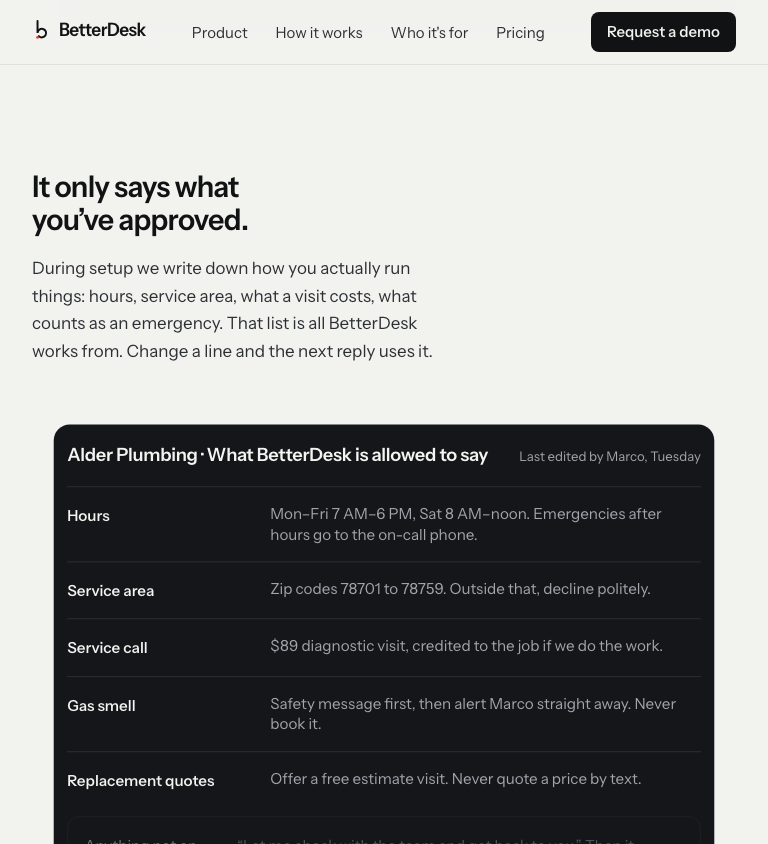 BetterDesk
Product
How it works
Who it's for
Pricing
Request a demo
It only says what
you’ve approved.
During setup we write down how you actually run
things: hours, service area, what a visit costs, what
counts as an emergency. That list is all BetterDesk
works from. Change a line and the next reply uses it.
Alder Plumbing · What BetterDesk is allowed to say
Last edited by Marco, Tuesday
Hours
Mon–Fri 7 AM–6 PM, Sat 8 AM–noon. Emergencies after
hours go to the on-call phone.
Service area
Zip codes 78701 to 78759. Outside that, decline politely.
Service call
$89 diagnostic visit, credited to the job if we do the work.
Gas smell
Safety message first, then alert Marco straight away. Never
book it.
Replacement quotes
Offer a free estimate visit. Never quote a price by text.